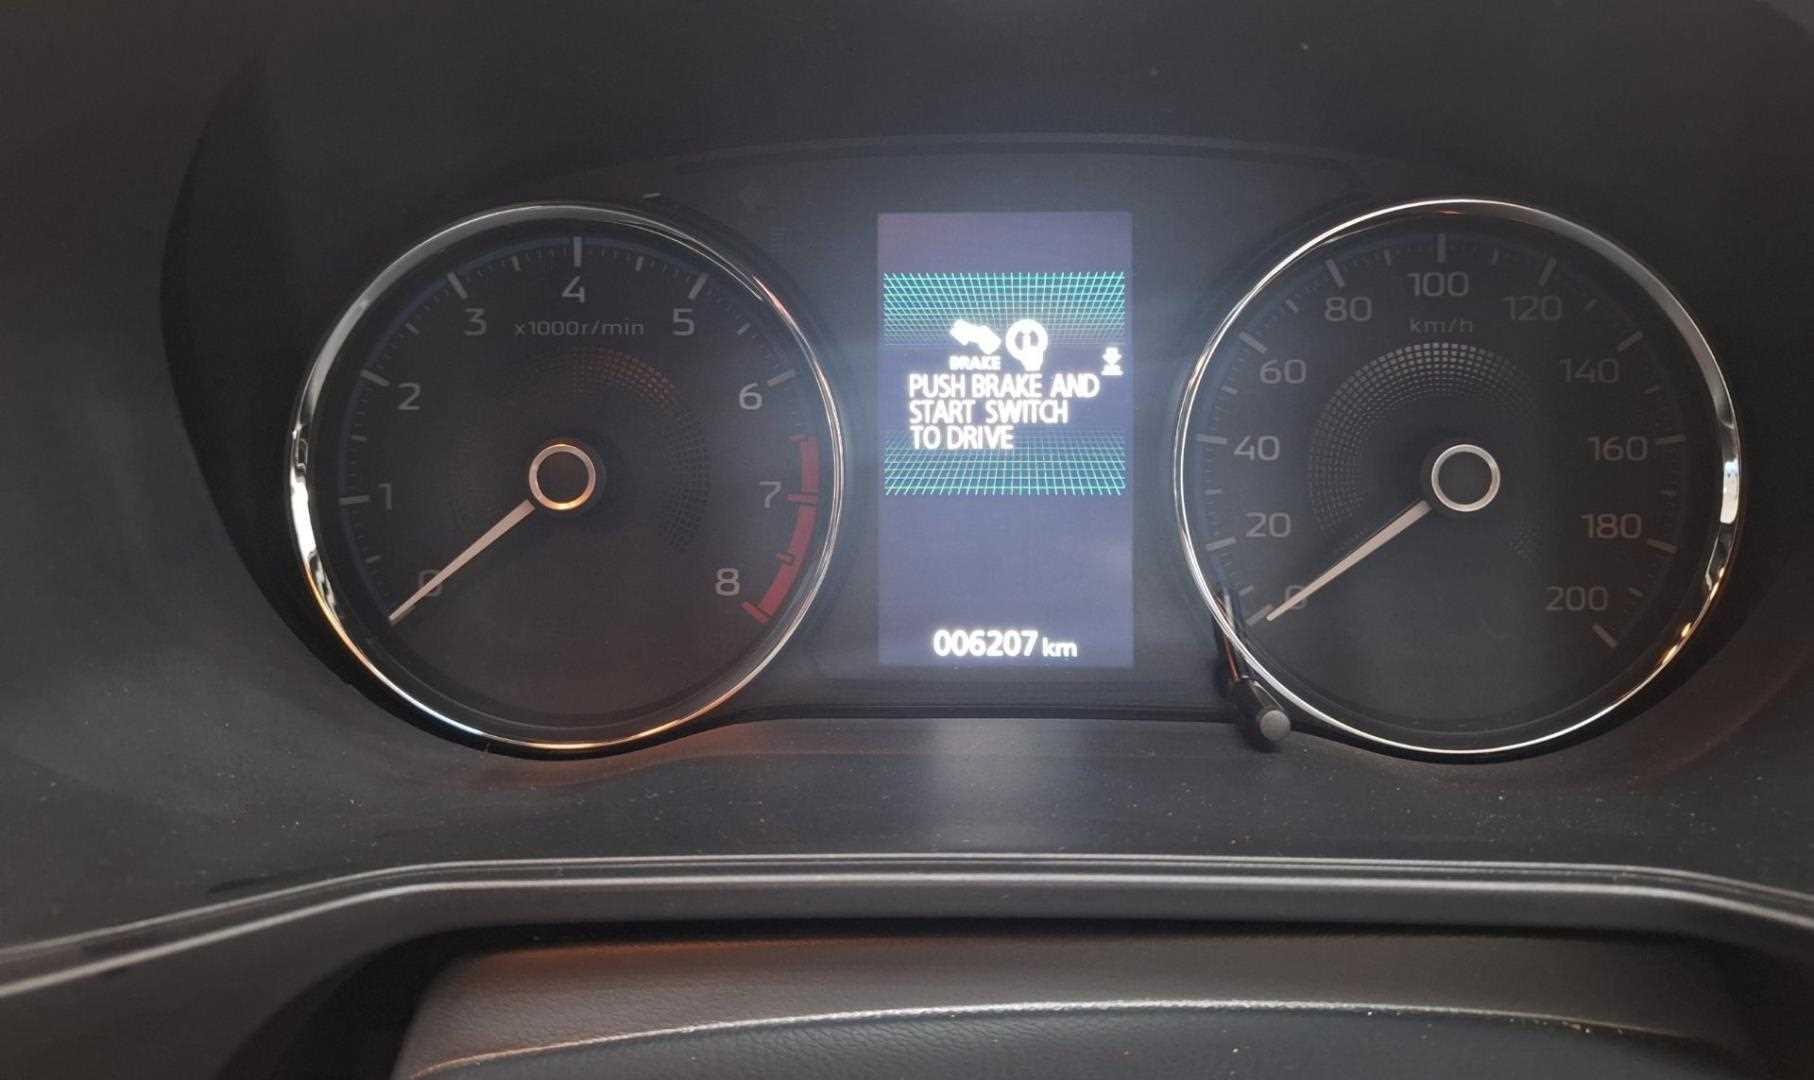 0
1
2
3
4
5
6
7
8
x1000r/min
BRAKE
PUSH BRAKE AND
START SWITCH
TO DRIVE
006207 km
0
20
40
60
80
100
120
140
160
180
200
km/h